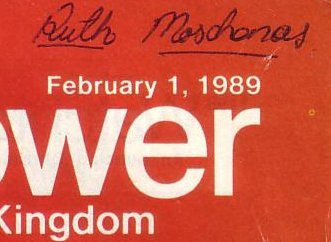 Ruth Moschonas
February 1, 1989
ower
Kingdom